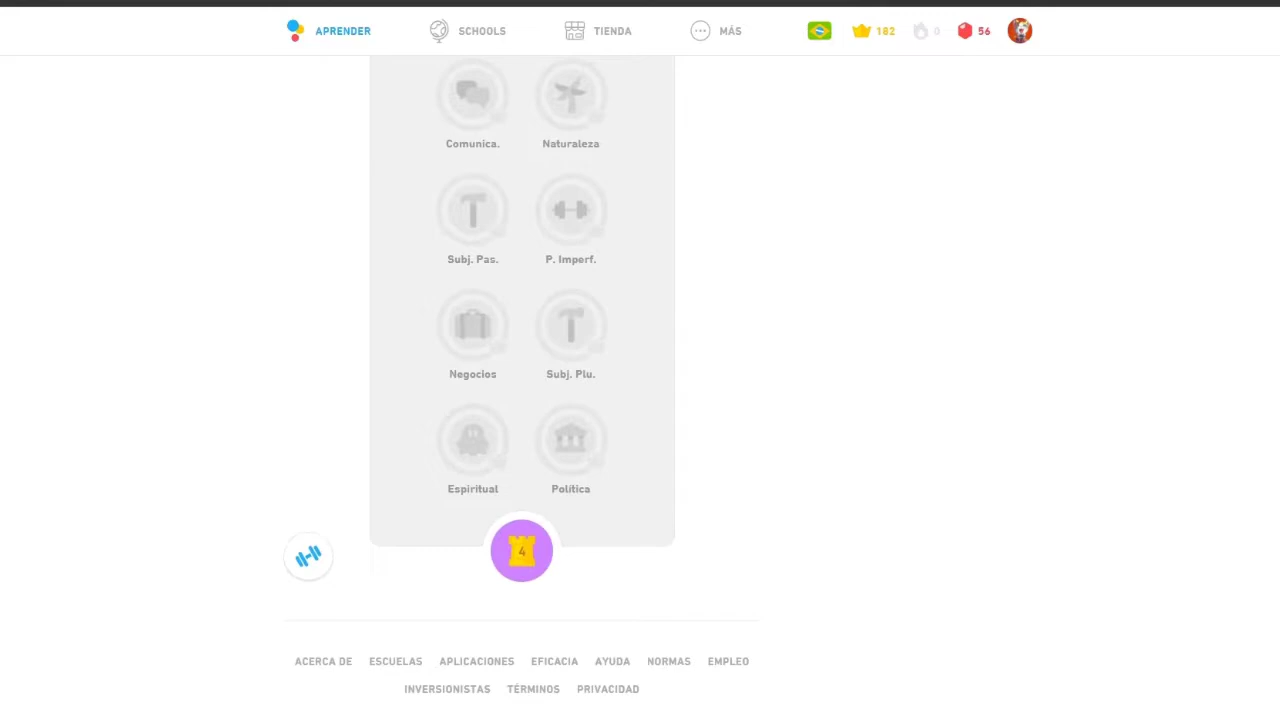 APRENDER SCHOOLS TIENDA MÁS 182 0 56
Comunica. Naturaleza
Subj. Pas. P. Imperf.
Negocios Subj. Plu.
Espiritual Política
4
ACERCA DE ESCUELAS APLICACIONES EFICACIA AYUDA NORMAS EMPLEO
INVERSIONISTAS TÉRMINOS PRIVACIDAD